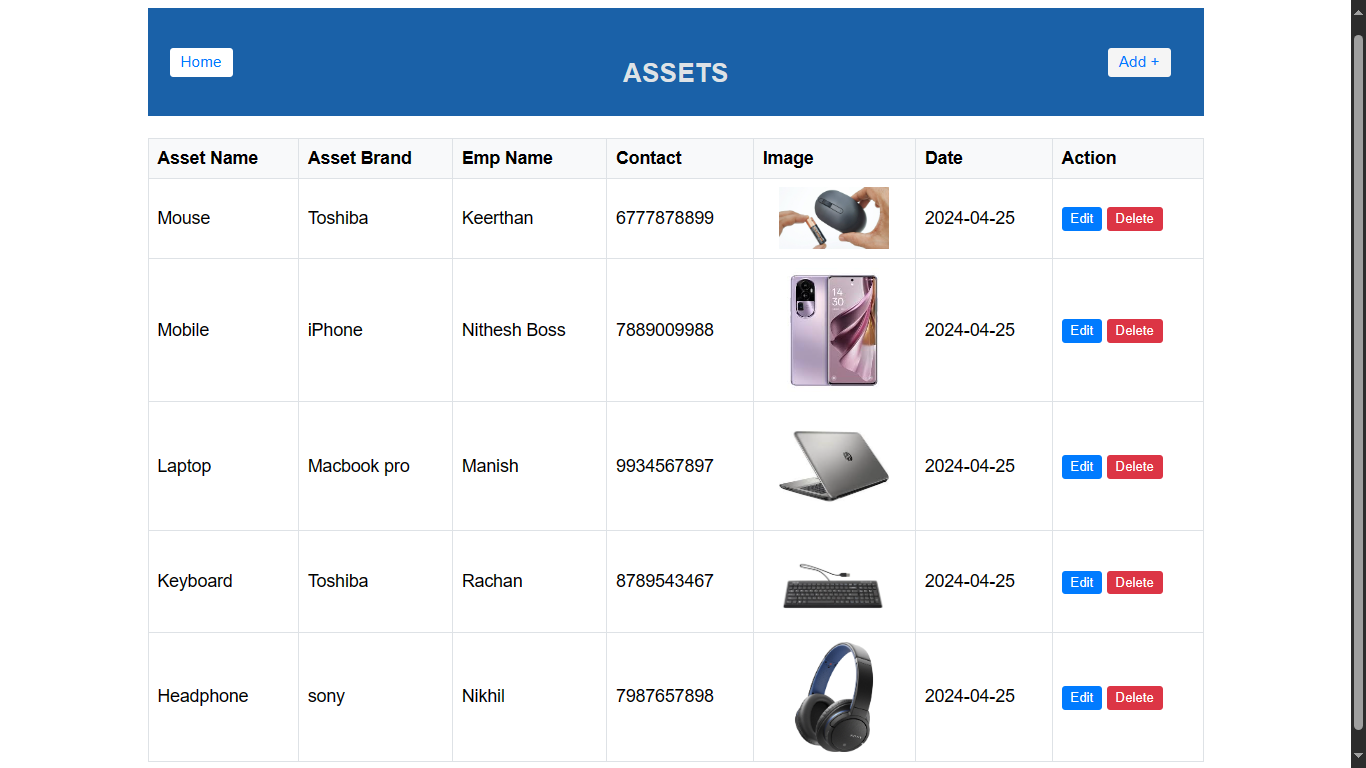 Home
ASSETS
Add +
Asset Name Asset Brand Emp Name Contact Image Date Action
Mouse Toshiba Keerthan 6777878899 2024-04-25 Edit Delete
14
30
Mobile iPhone Nithesh Boss 7889009988 2024-04-25 Edit Delete
Laptop Macbook pro Manish 9934567897 2024-04-25 Edit Delete
Keyboard Toshiba Rachan 8789543467 2024-04-25 Edit Delete
Headphone sony Nikhil 7987657898 2024-04-25 Edit Delete